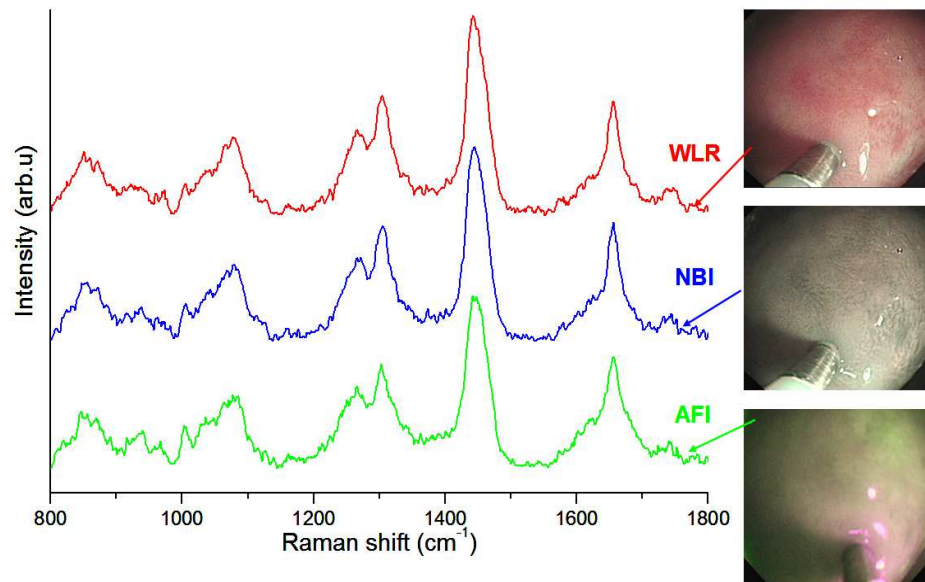 Intensity (arb.u)
WLR
NBI
AFI
800 1000 1200 1400 1600 1800
Raman shift (cm⁻¹)